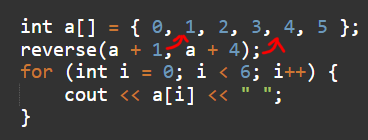 int a[] = { 0, 1, 2, 3, 4, 5 };
reverse(a + 1, a + 4);
for (int i = 0; i < 6; i++) {
    cout << a[i] << " ";
}